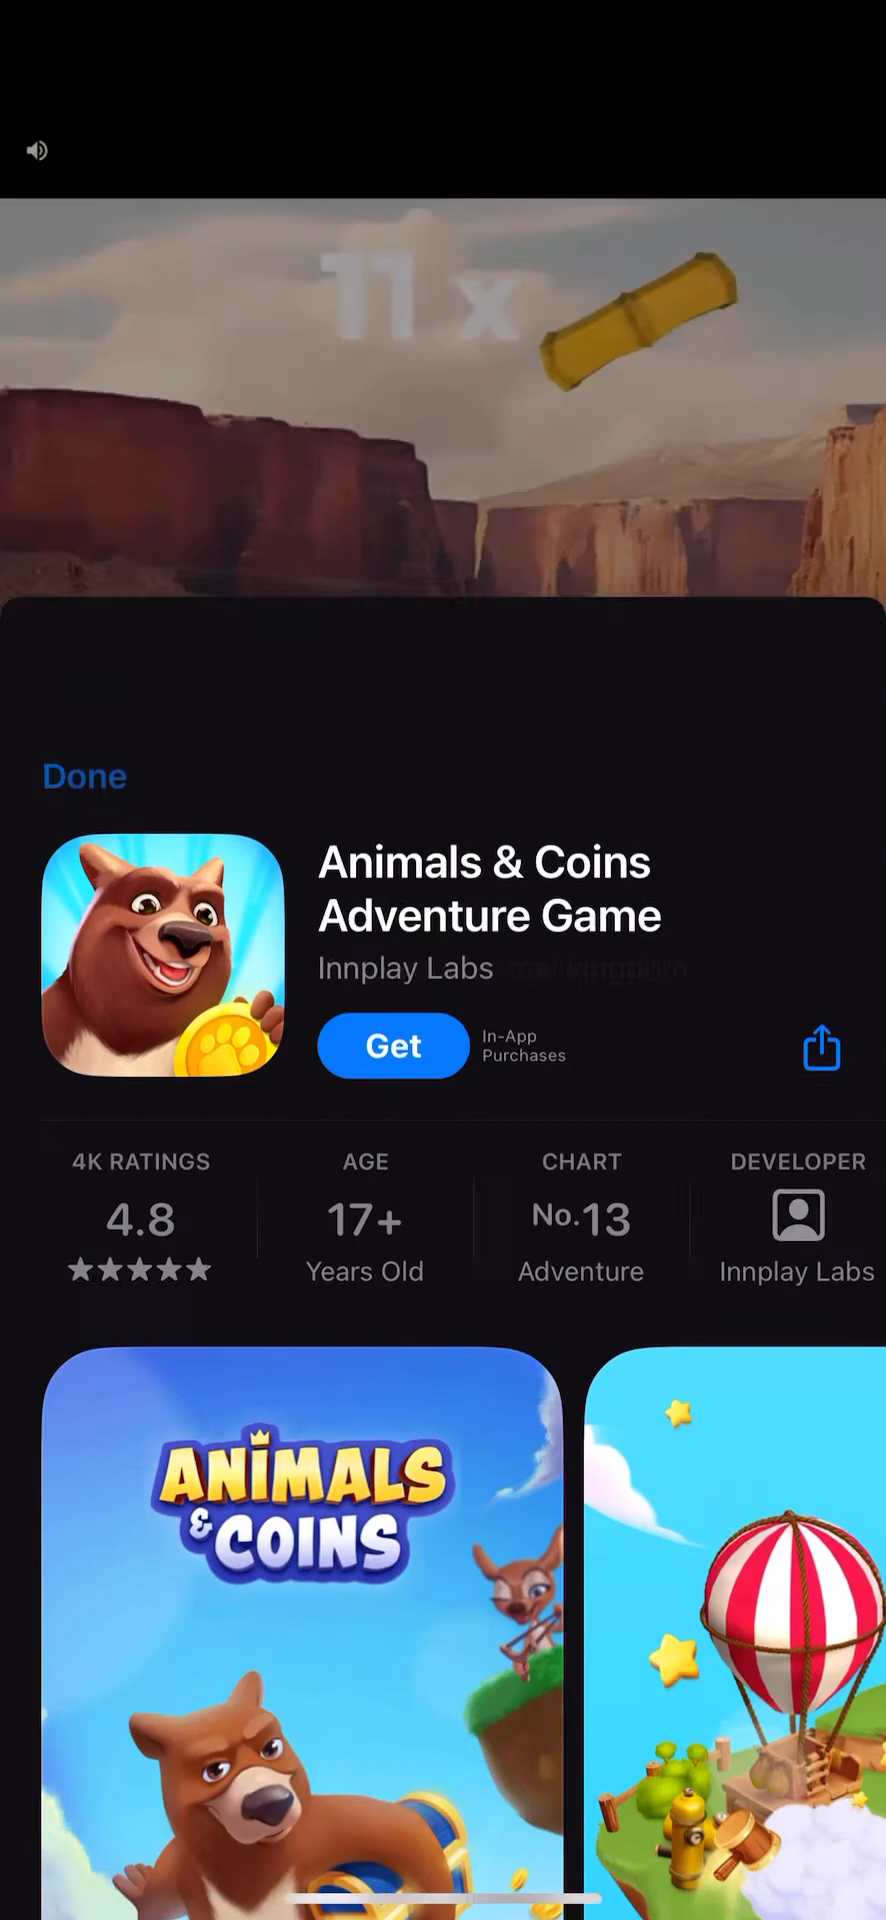 11 x
Done
Animals & Coins
Adventure Game
Innplay Labs
Get
In-App
Purchases
4K RATINGS
4.8
★★★★★
AGE
17+
Years Old
CHART
No.13
Adventure
DEVELOPER
Innplay Labs
ANIMALS
& COINS